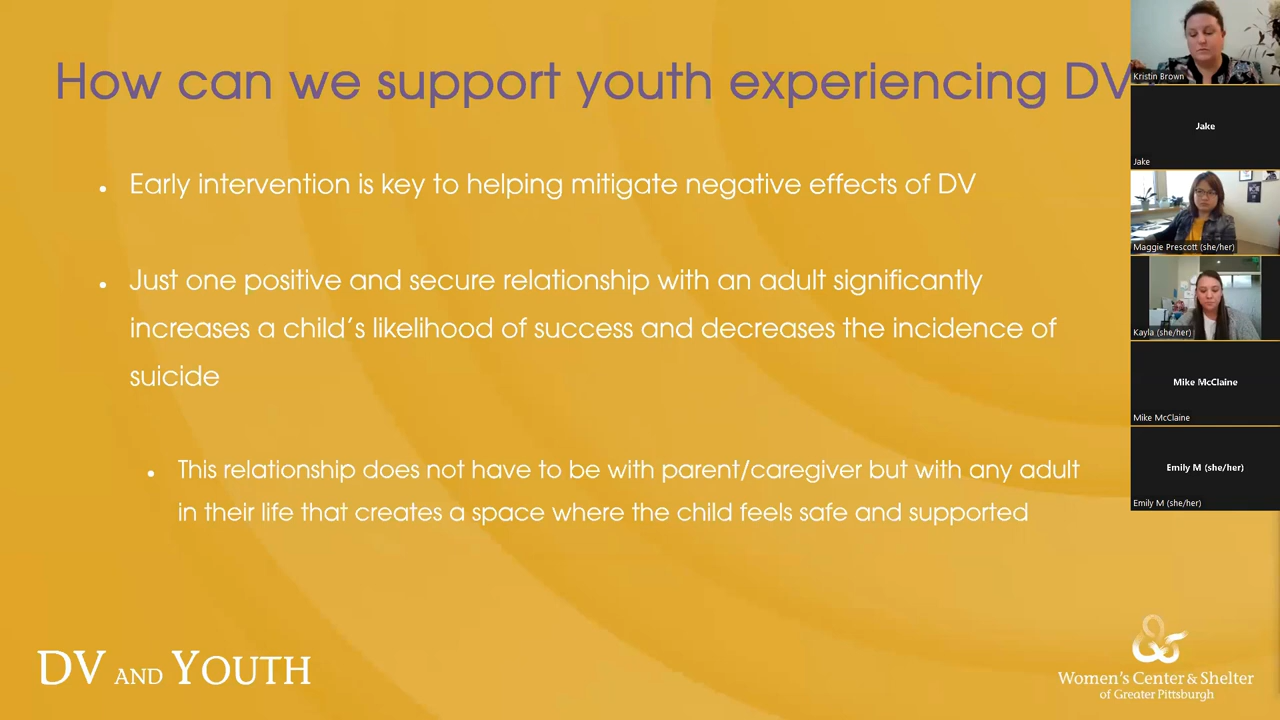 How can we support youth experiencing DV
• Early intervention is key to helping mitigate negative effects of DV
• Just one positive and secure relationship with an adult significantly
increases a child's likelihood of success and decreases the incidence of
suicide
• This relationship does not have to be with parent/caregiver but with any adult
in their life that creates a space where the child feels safe and supported
DV AND YOUTH
Women's Center & Shelter
of Greater Pittsburgh
Kristin Brown
Jake
Jake
Maggie Prescott (she/her)
Kayla (she/her)
Mike McClaine
Mike McClaine
Emily M (she/her)
Emily M (she/her)